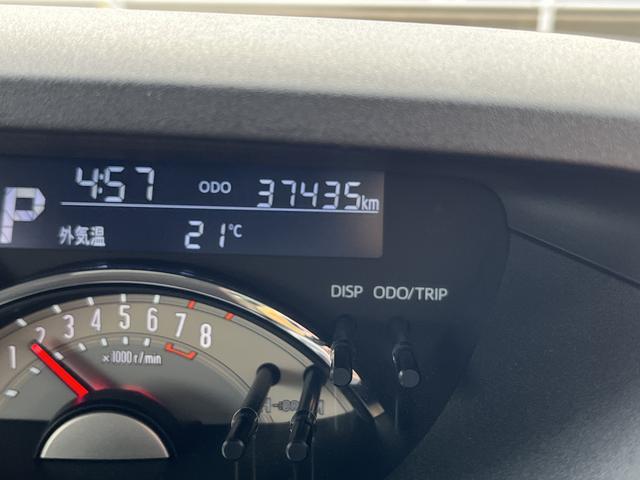 P 4:57 ODO 37435km
外気温 21℃
DISP ODO/TRIP
1 2 3 4 5 6 7 8
×1000 r/min